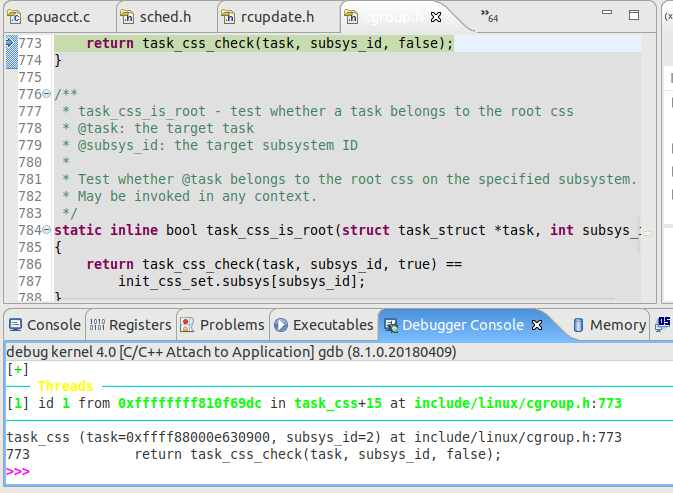 cpuacct.c sched.h rcupdate.h cgroup.h »64
773 return task_css_check(task, subsys_id, false);
774 }
775
776 /**
777 * task_css_is_root - test whether a task belongs to the root css
778 * @task: the target task
779 * @subsys_id: the target subsystem ID
780 *
781 * Test whether @task belongs to the root css on the specified subsystem.
782 * May be invoked in any context.
783 */
784 static inline bool task_css_is_root(struct task_struct *task, int subsys_i
785 {
786 return task_css_check(task, subsys_id, true) ==
787 init_css_set.subsys[subsys_id];
788 }
Console Registers Problems Executables Debugger Console Memory
debug kernel 4.0 [C/C++ Attach to Application] gdb (8.1.0.20180409)
[+]
Threads
[1] id 1 from 0xffffffff810f69dc in task_css+15 at include/linux/cgroup.h:773
task_css (task=0xffff88000e630900, subsys_id=2) at include/linux/cgroup.h:773
773 return task_css_check(task, subsys_id, false);
>>>